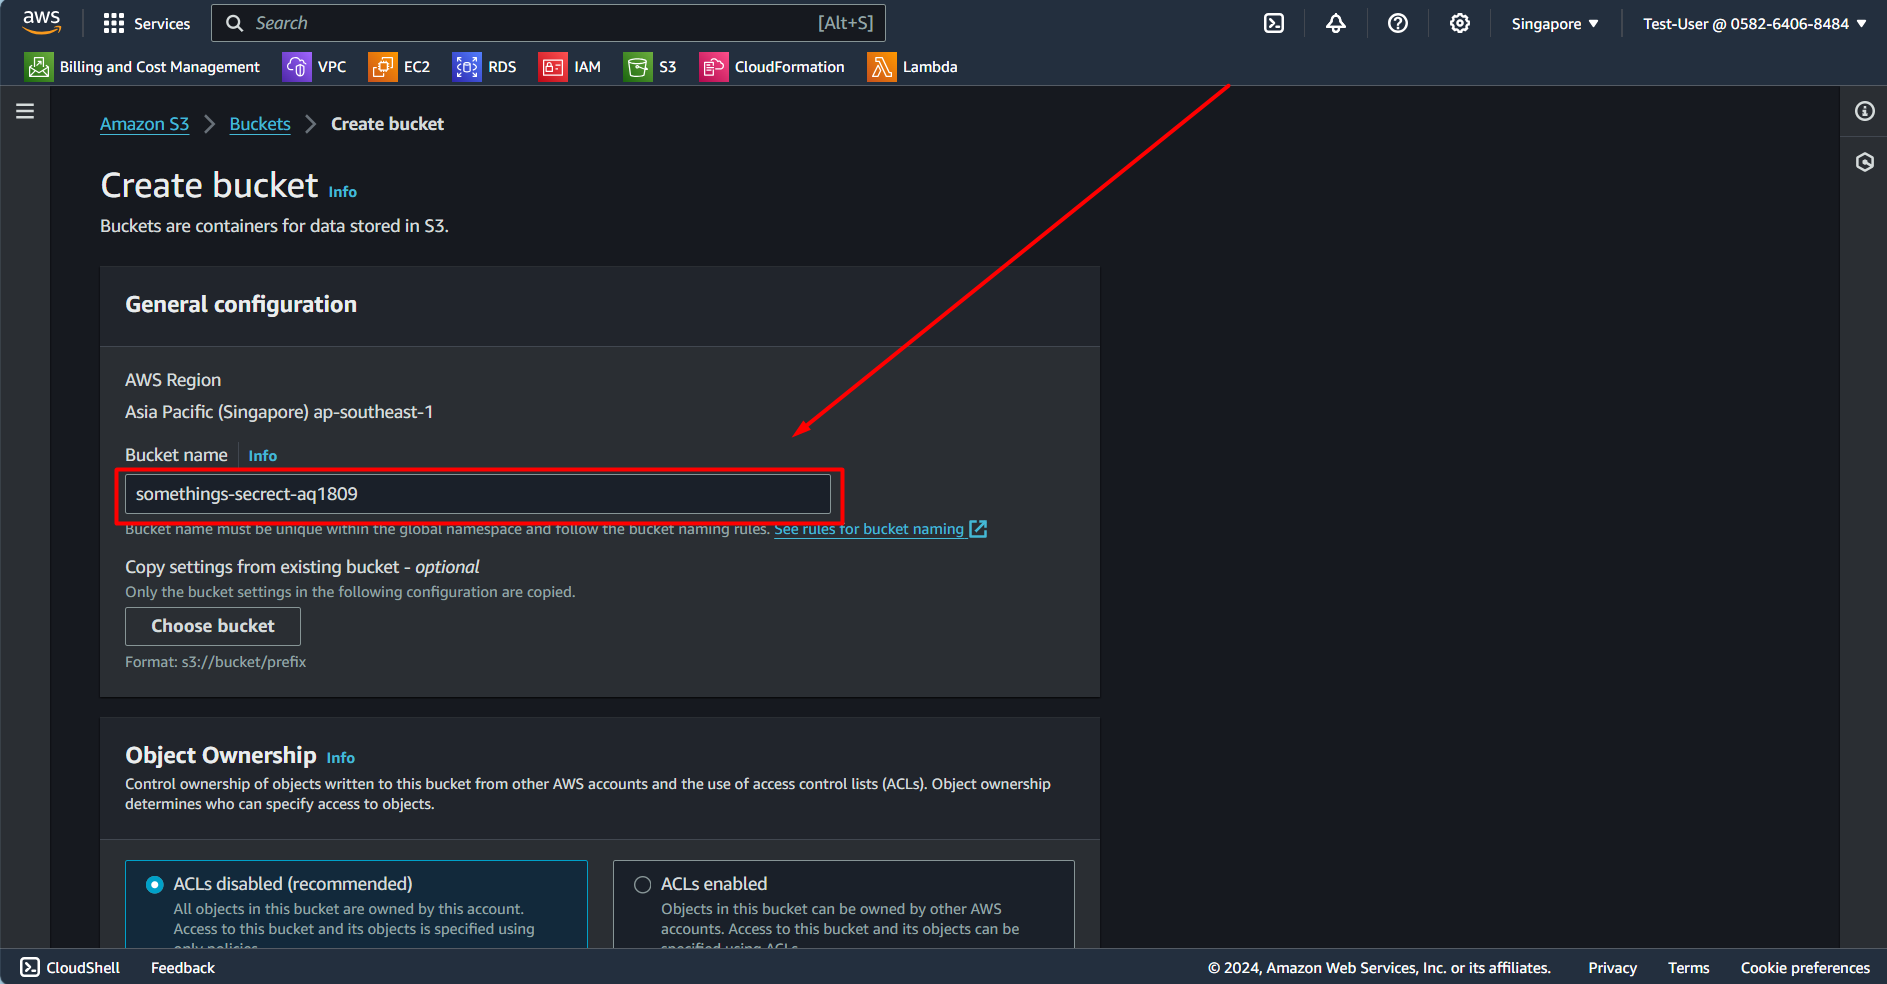 aws Services Search [Alt+S] Singapore Test-User @ 0582-6406-8484
Billing and Cost Management VPC EC2 RDS IAM S3 CloudFormation Lambda
Amazon S3 Buckets Create bucket
Create bucket Info
Buckets are containers for data stored in S3.
General configuration
AWS Region
Asia Pacific (Singapore) ap-southeast-1
Bucket name Info
somethings-secrect-aq1809
Bucket name must be unique within the global namespace and follow the bucket naming rules. See rules for bucket naming
Copy settings from existing bucket - optional
Only the bucket settings in the following configuration are copied.
Choose bucket
Format: s3://bucket/prefix
Object Ownership Info
Control ownership of objects written to this bucket from other AWS accounts and the use of access control lists (ACLs). Object ownership
determines who can specify access to objects.
ACLs disabled (recommended)
All objects in this bucket are owned by this account.
Access to this bucket and its objects is specified using
only policies.
ACLs enabled
Objects in this bucket can be owned by other AWS
accounts. Access to this bucket and its objects can be
specified using ACLs.
CloudShell Feedback © 2024, Amazon Web Services, Inc. or its affiliates. Privacy Terms Cookie preferences